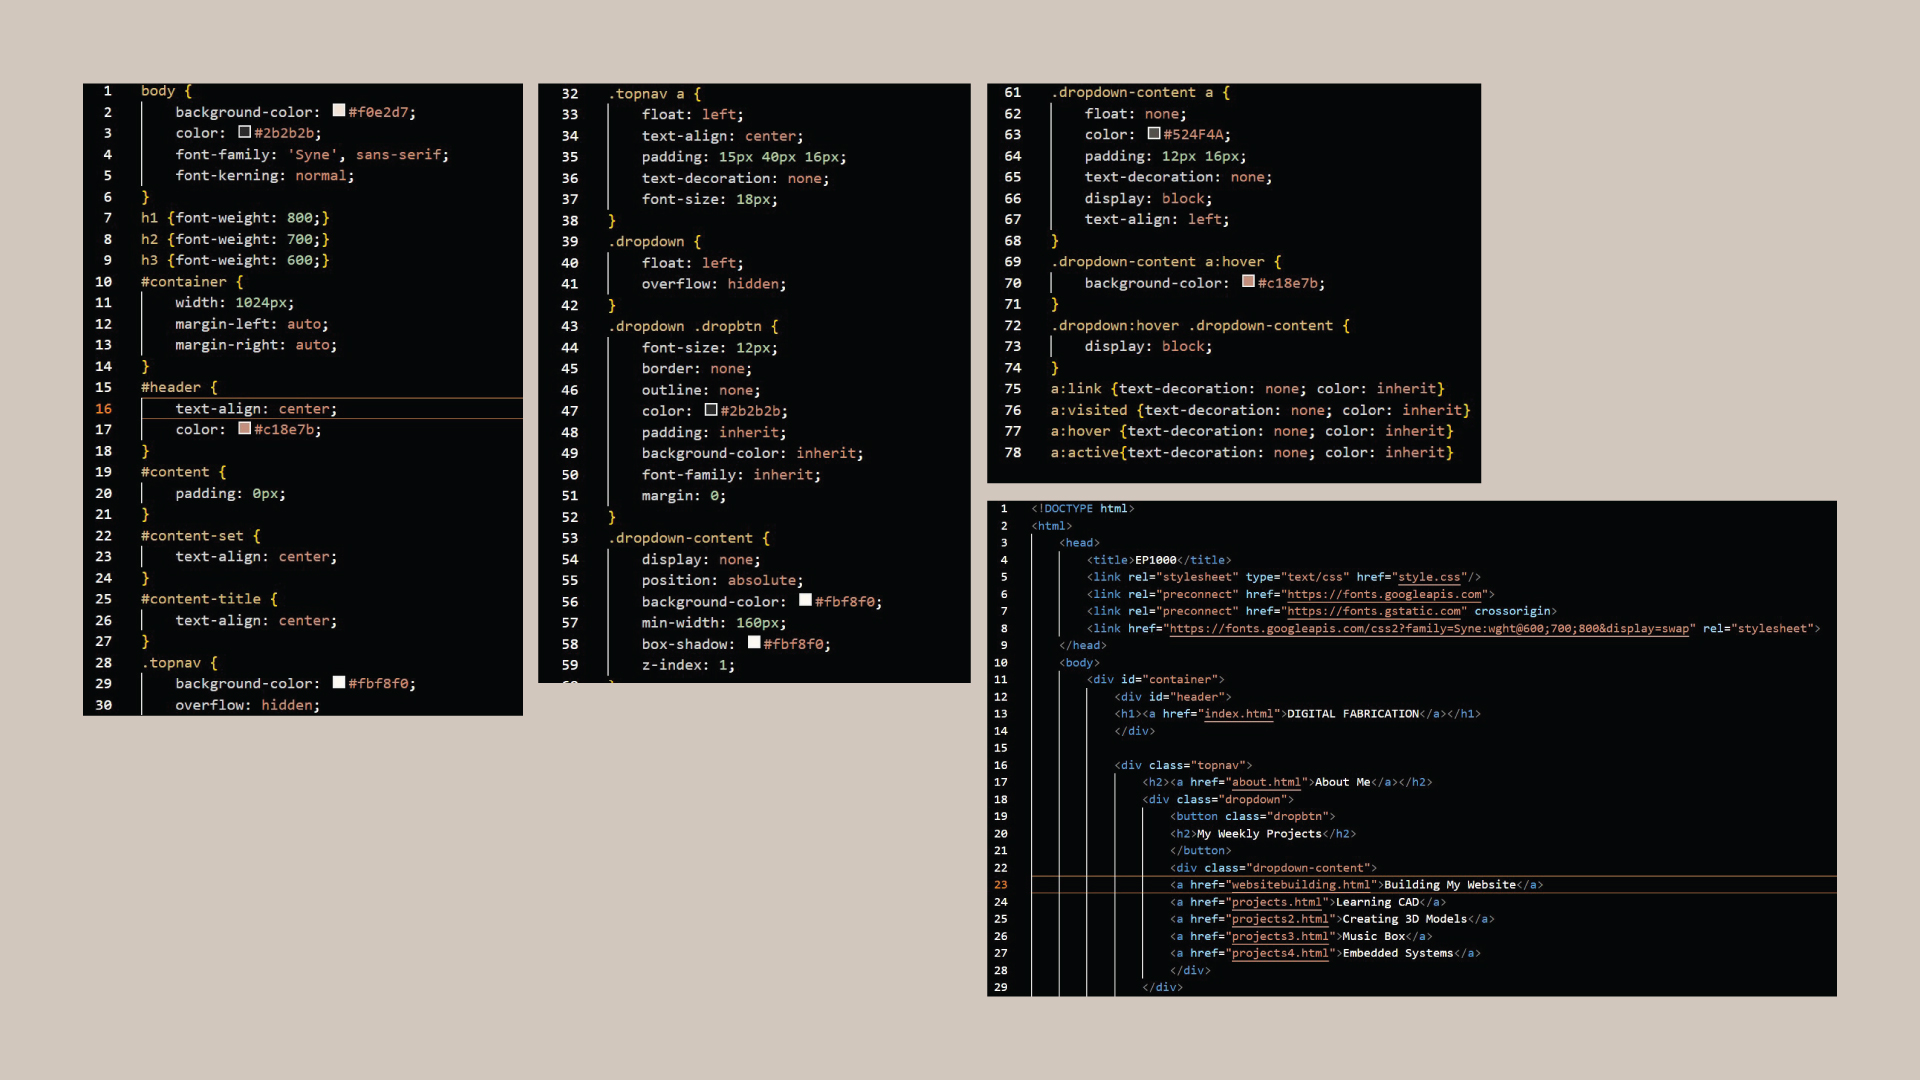 1 body {
2 background-color: #f0e2d7;
3 color: #2b2b2b;
4 font-family: 'Syne', sans-serif;
5 font-kerning: normal;
6 }
7 h1 {font-weight: 800;}
8 h2 {font-weight: 700;}
9 h3 {font-weight: 600;}
10 #container {
11 width: 1024px;
12 margin-left: auto;
13 margin-right: auto;
14 }
15 #header {
16 text-align: center;
17 color: #c18e7b;
18 }
19 #content {
20 padding: 0px;
21 }
22 #content-set {
23 text-align: center;
24 }
25 #content-title {
26 text-align: center;
27 }
28 .topnav {
29 background-color: #fbf8f0;
30 overflow: hidden;
32 .topnav a {
33 float: left;
34 text-align: center;
35 padding: 15px 40px 16px;
36 text-decoration: none;
37 font-size: 18px;
38 }
39 .dropdown {
40 float: left;
41 overflow: hidden;
42 }
43 .dropdown .dropbtn {
44 font-size: 12px;
45 border: none;
46 outline: none;
47 color: #2b2b2b;
48 padding: inherit;
49 background-color: inherit;
50 font-family: inherit;
51 margin: 0;
52 }
53 .dropdown-content {
54 display: none;
55 position: absolute;
56 background-color: #fbf8f0;
57 min-width: 160px;
58 box-shadow: #fbf8f0;
59 z-index: 1;
61 .dropdown-content a {
62 float: none;
63 color: #524F4A;
64 padding: 12px 16px;
65 text-decoration: none;
66 display: block;
67 text-align: left;
68 }
69 .dropdown-content a:hover {
70 background-color: #c18e7b;
71 }
72 .dropdown:hover .dropdown-content {
73 display: block;
74 }
75 a:link {text-decoration: none; color: inherit}
76 a:visited {text-decoration: none; color: inherit}
77 a:hover {text-decoration: none; color: inherit}
78 a:active{text-decoration: none; color: inherit}
1 <!DOCTYPE html>
2 <html>
3 <head>
4 <title>EP1000</title>
5 <link rel="stylesheet" type="text/css" href="style.css"/>
6 <link rel="preconnect" href="https://fonts.googleapis.com">
7 <link rel="preconnect" href="https://fonts.gstatic.com" crossorigin>
8 <link href="https://fonts.googleapis.com/css2?family=Syne:wght@600;700;800&display=swap" rel="stylesheet">
9 </head>
10 <body>
11 <div id="container">
12 <div id="header">
13 <h1><a href="index.html">DIGITAL FABRICATION</a></h1>
14 </div>
15
16 <div class="topnav">
17 <h2><a href="about.html">About Me</a></h2>
18 <div class="dropdown">
19 <button class="dropbtn">
20 <h2>My Weekly Projects</h2>
21 </button>
22 <div class="dropdown-content">
23 <a href="websitebuilding.html">Building My Website</a>
24 <a href="projects.html">Learning CAD</a>
25 <a href="projects2.html">Creating 3D Models</a>
26 <a href="projects3.html">Music Box</a>
27 <a href="projects4.html">Embedded Systems</a>
28 </div>
29 </div>